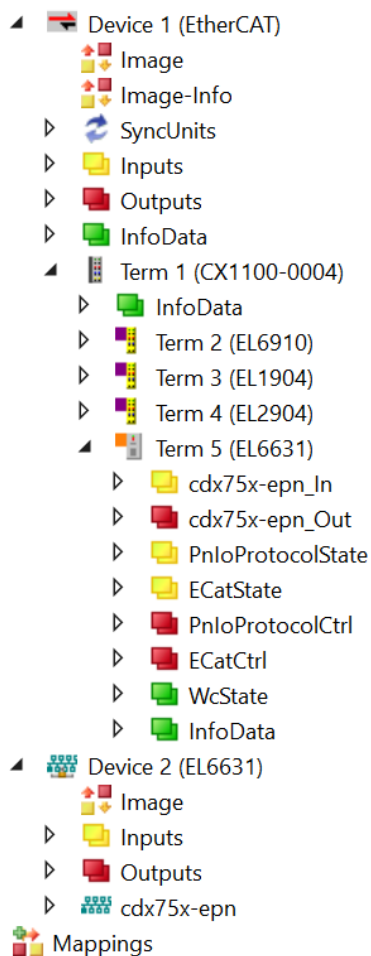 Device 1 (EtherCAT)
Image
Image-Info
SyncUnits
Inputs
Outputs
InfoData
Term 1 (CX1100-0004)
InfoData
Term 2 (EL6910)
Term 3 (EL1904)
Term 4 (EL2904)
Term 5 (EL6631)
cdx75x-epn_In
cdx75x-epn_Out
PnIoProtocolState
ECatState
PnIoProtocolCtrl
ECatCtrl
WcState
InfoData
Device 2 (EL6631)
Image
Inputs
Outputs
cdx75x-epn
Mappings